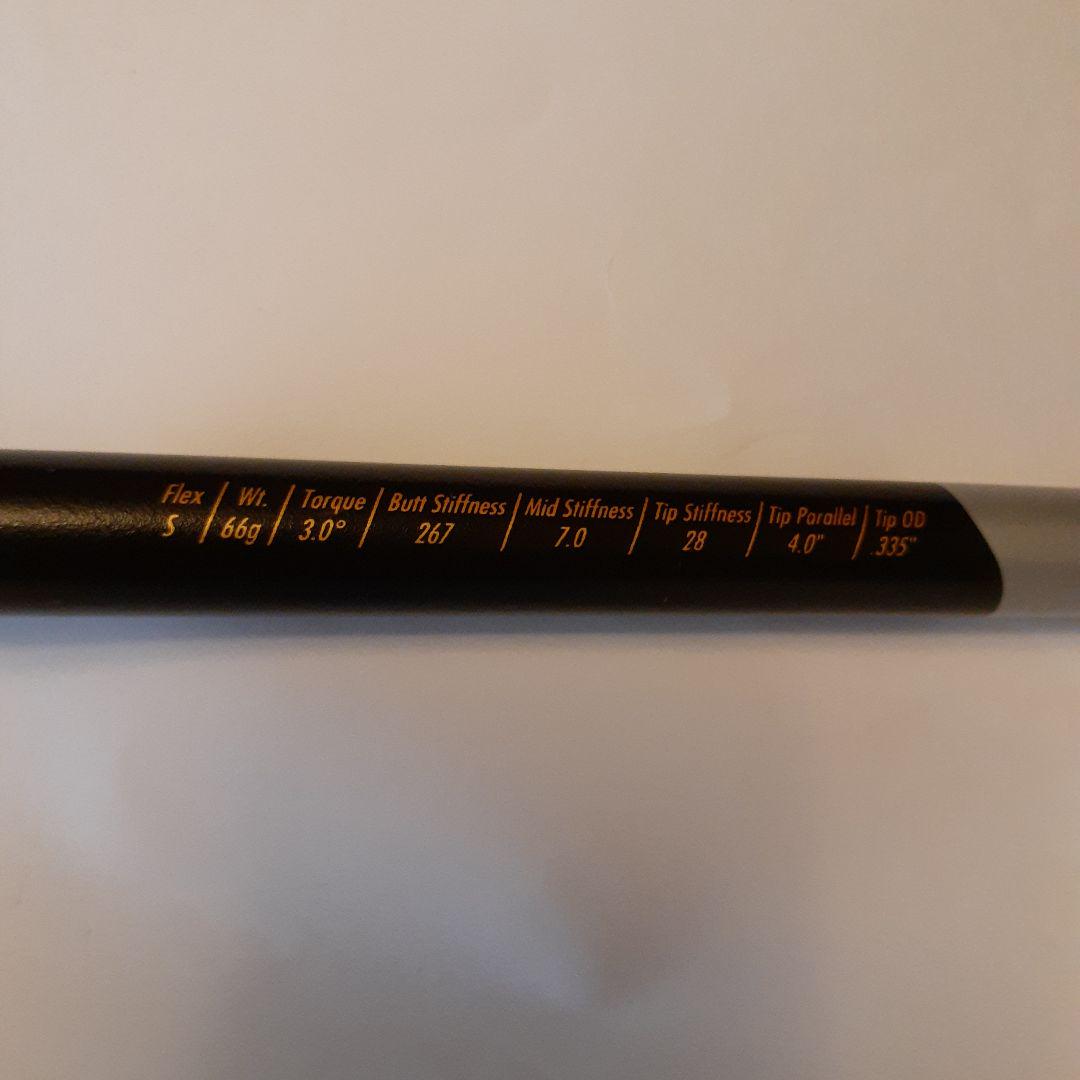 Flex / Wt. / Torque / Butt Stiffness / Mid Stiffness / Tip Stiffness / Tip Parallel / Tip OD
S / 66g / 3.0° / 267 / 7.0 / 28 / 4.0" / .335"